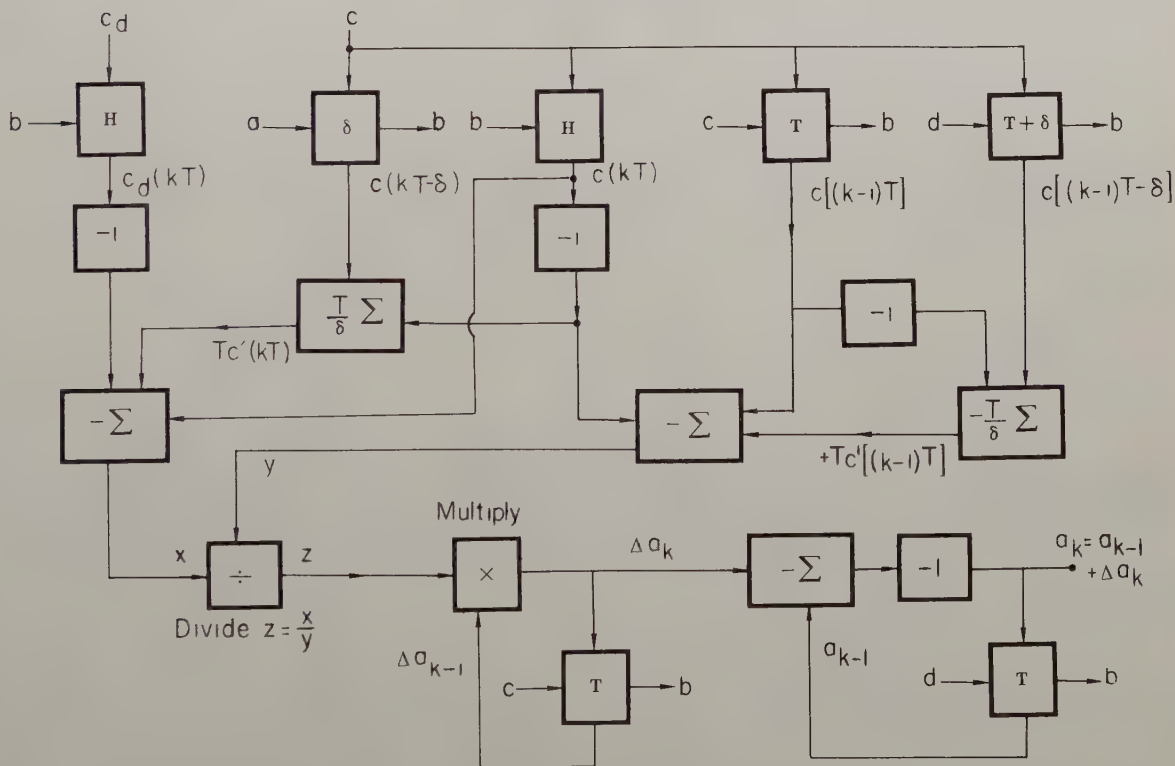 c_d
c
b
H
a
δ
b
b
H
c
T
b
d
T + δ
b
c_d(kT)
c(kT-δ)
c(kT)
c[(k-1)T]
c[(k-1)T-δ]
-1
-1
T/δ Σ
-1
Tc′(kT)
-Σ
-Σ
-T/δ Σ
y
+Tc'[(k-1)T]
Multiply
x
÷
z
×
Δa_k
-Σ
-1
a_k = a_{k-1}
+Δa_k
Divide z = x/y
Δa_{k-1}
c
T
b
a_{k-1}
d
T
b